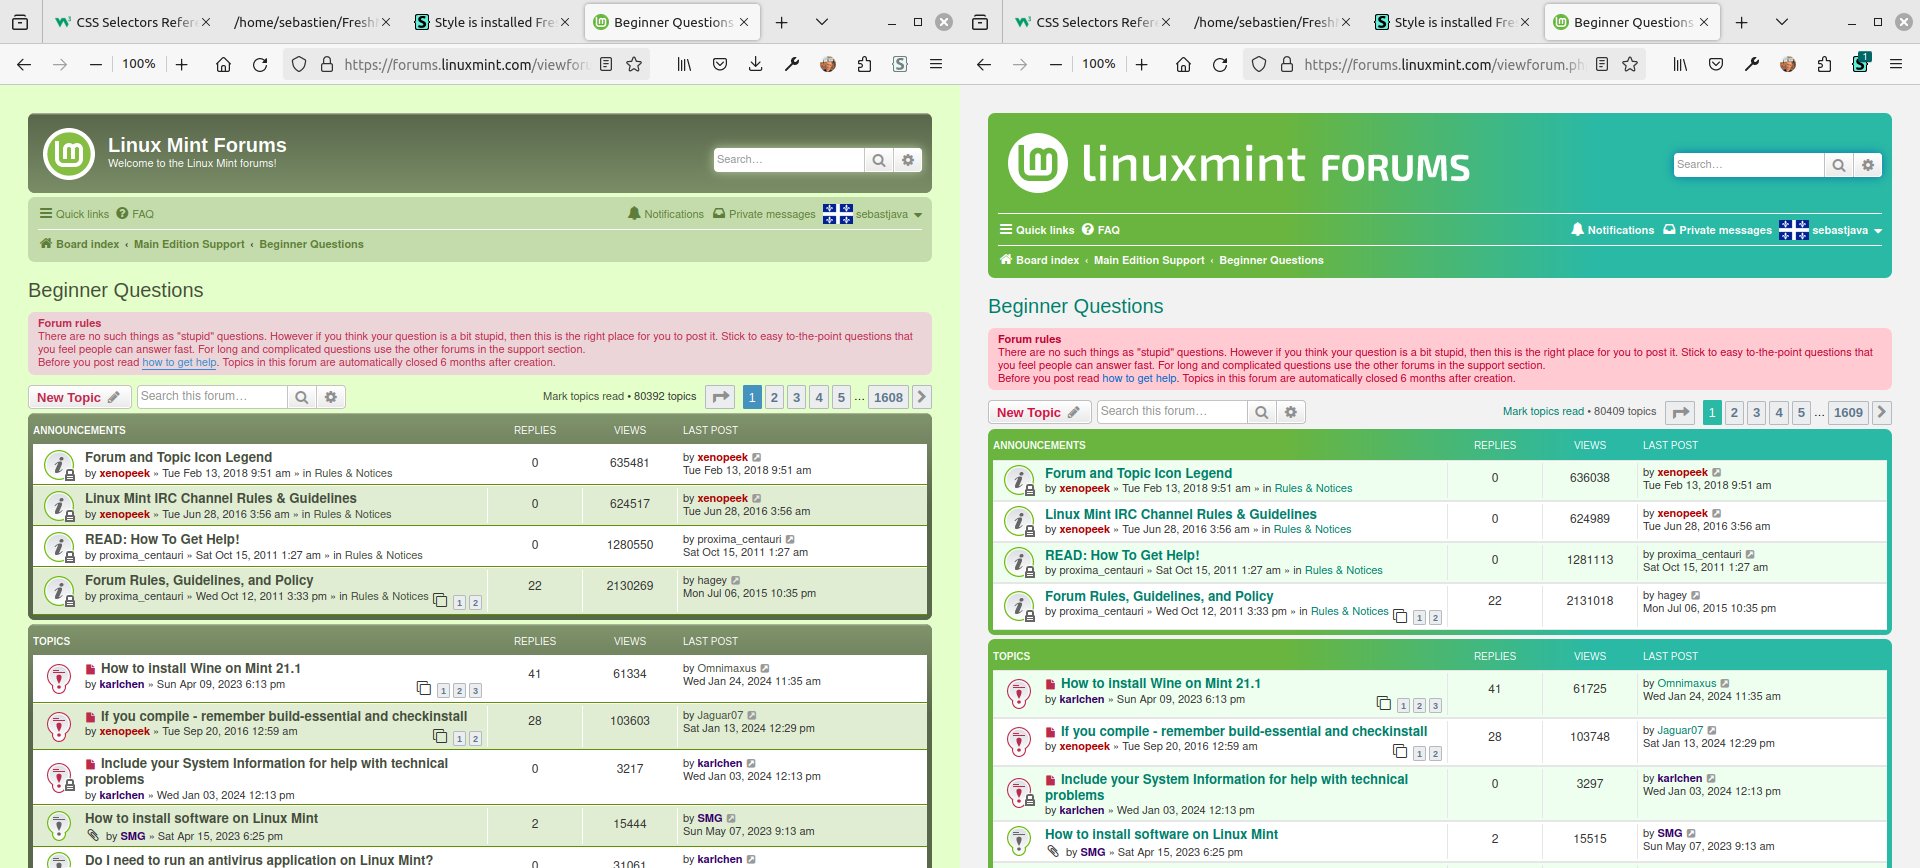 CSS Selectors Refer
/home/sebastien/Fresh
Style is installed Fre
Beginner Questions
100%
https://forums.linuxmint.com/viewforu
Linux Mint Forums
Welcome to the Linux Mint forums!
Search…
Quick links
FAQ
Notifications
Private messages
sebastjava
Board index ‹ Main Edition Support ‹ Beginner Questions
Beginner Questions
Forum rules
There are no such things as "stupid" questions. However if you think your question is a bit stupid, then this is the right place for you to post it. Stick to easy to-the-point questions that
you feel people can answer fast. For long and complicated questions use the other forums in the support section.
Before you post read how to get help. Topics in this forum are automatically closed 6 months after creation.
New Topic
Search this forum…
Mark topics read • 80392 topics
1 2 3 4 5 … 1608
ANNOUNCEMENTS REPLIES VIEWS LAST POST
Forum and Topic Icon Legend
by xenopeek » Tue Feb 13, 2018 9:51 am » in Rules & Notices
0
635481
by xenopeek
Tue Feb 13, 2018 9:51 am
Linux Mint IRC Channel Rules & Guidelines
by xenopeek » Tue Jun 28, 2016 3:56 am » in Rules & Notices
0
624517
by xenopeek
Tue Jun 28, 2016 3:56 am
READ: How To Get Help!
by proxima_centauri » Sat Oct 15, 2011 1:27 am » in Rules & Notices
0
1280550
by proxima_centauri
Sat Oct 15, 2011 1:27 am
Forum Rules, Guidelines, and Policy
by proxima_centauri » Wed Oct 12, 2011 3:33 pm » in Rules & Notices
1 2
22
2130269
by hagey
Mon Jul 06, 2015 10:35 pm
TOPICS REPLIES VIEWS LAST POST
How to install Wine on Mint 21.1
by karlchen » Sun Apr 09, 2023 6:13 pm
1 2 3
41
61334
by Omnimaxus
Wed Jan 24, 2024 11:35 am
If you compile - remember build-essential and checkinstall
by xenopeek » Tue Sep 20, 2016 12:59 am
1 2
28
103603
by Jaguar07
Sat Jan 13, 2024 12:29 pm
Include your System Information for help with technical
problems
by karlchen » Wed Jan 03, 2024 12:13 pm
0
3217
by karlchen
Wed Jan 03, 2024 12:13 pm
How to install software on Linux Mint
by SMG » Sat Apr 15, 2023 6:25 pm
2
15444
by SMG
Sun May 07, 2023 9:13 am
Do I need to run an antivirus application on Linux Mint?
0
31061
by karlchen
CSS Selectors Refer
/home/sebastien/Fresh
Style is installed Fre
Beginner Questions
100%
https://forums.linuxmint.com/viewforum.ph
1
linuxmint FORUMS
Search…
Quick links
FAQ
Notifications
Private messages
sebastjava
Board index ‹ Main Edition Support ‹ Beginner Questions
Beginner Questions
Forum rules
There are no such things as "stupid" questions. However if you think your question is a bit stupid, then this is the right place for you to post it. Stick to easy to-the-point questions that
you feel people can answer fast. For long and complicated questions use the other forums in the support section.
Before you post read how to get help. Topics in this forum are automatically closed 6 months after creation.
New Topic
Search this forum…
Mark topics read • 80409 topics
1 2 3 4 5 … 1609
ANNOUNCEMENTS REPLIES VIEWS LAST POST
Forum and Topic Icon Legend
by xenopeek » Tue Feb 13, 2018 9:51 am » in Rules & Notices
0
636038
by xenopeek
Tue Feb 13, 2018 9:51 am
Linux Mint IRC Channel Rules & Guidelines
by xenopeek » Tue Jun 28, 2016 3:56 am » in Rules & Notices
0
624989
by xenopeek
Tue Jun 28, 2016 3:56 am
READ: How To Get Help!
by proxima_centauri » Sat Oct 15, 2011 1:27 am » in Rules & Notices
0
1281113
by proxima_centauri
Sat Oct 15, 2011 1:27 am
Forum Rules, Guidelines, and Policy
by proxima_centauri » Wed Oct 12, 2011 3:33 pm » in Rules & Notices
1 2
22
2131018
by hagey
Mon Jul 06, 2015 10:35 pm
TOPICS REPLIES VIEWS LAST POST
How to install Wine on Mint 21.1
by karlchen » Sun Apr 09, 2023 6:13 pm
1 2 3
41
61725
by Omnimaxus
Wed Jan 24, 2024 11:35 am
If you compile - remember build-essential and checkinstall
by xenopeek » Tue Sep 20, 2016 12:59 am
1 2
28
103748
by Jaguar07
Sat Jan 13, 2024 12:29 pm
Include your System Information for help with technical
problems
by karlchen » Wed Jan 03, 2024 12:13 pm
0
3297
by karlchen
Wed Jan 03, 2024 12:13 pm
How to install software on Linux Mint
by SMG » Sat Apr 15, 2023 6:25 pm
2
15515
by SMG
Sun May 07, 2023 9:13 am